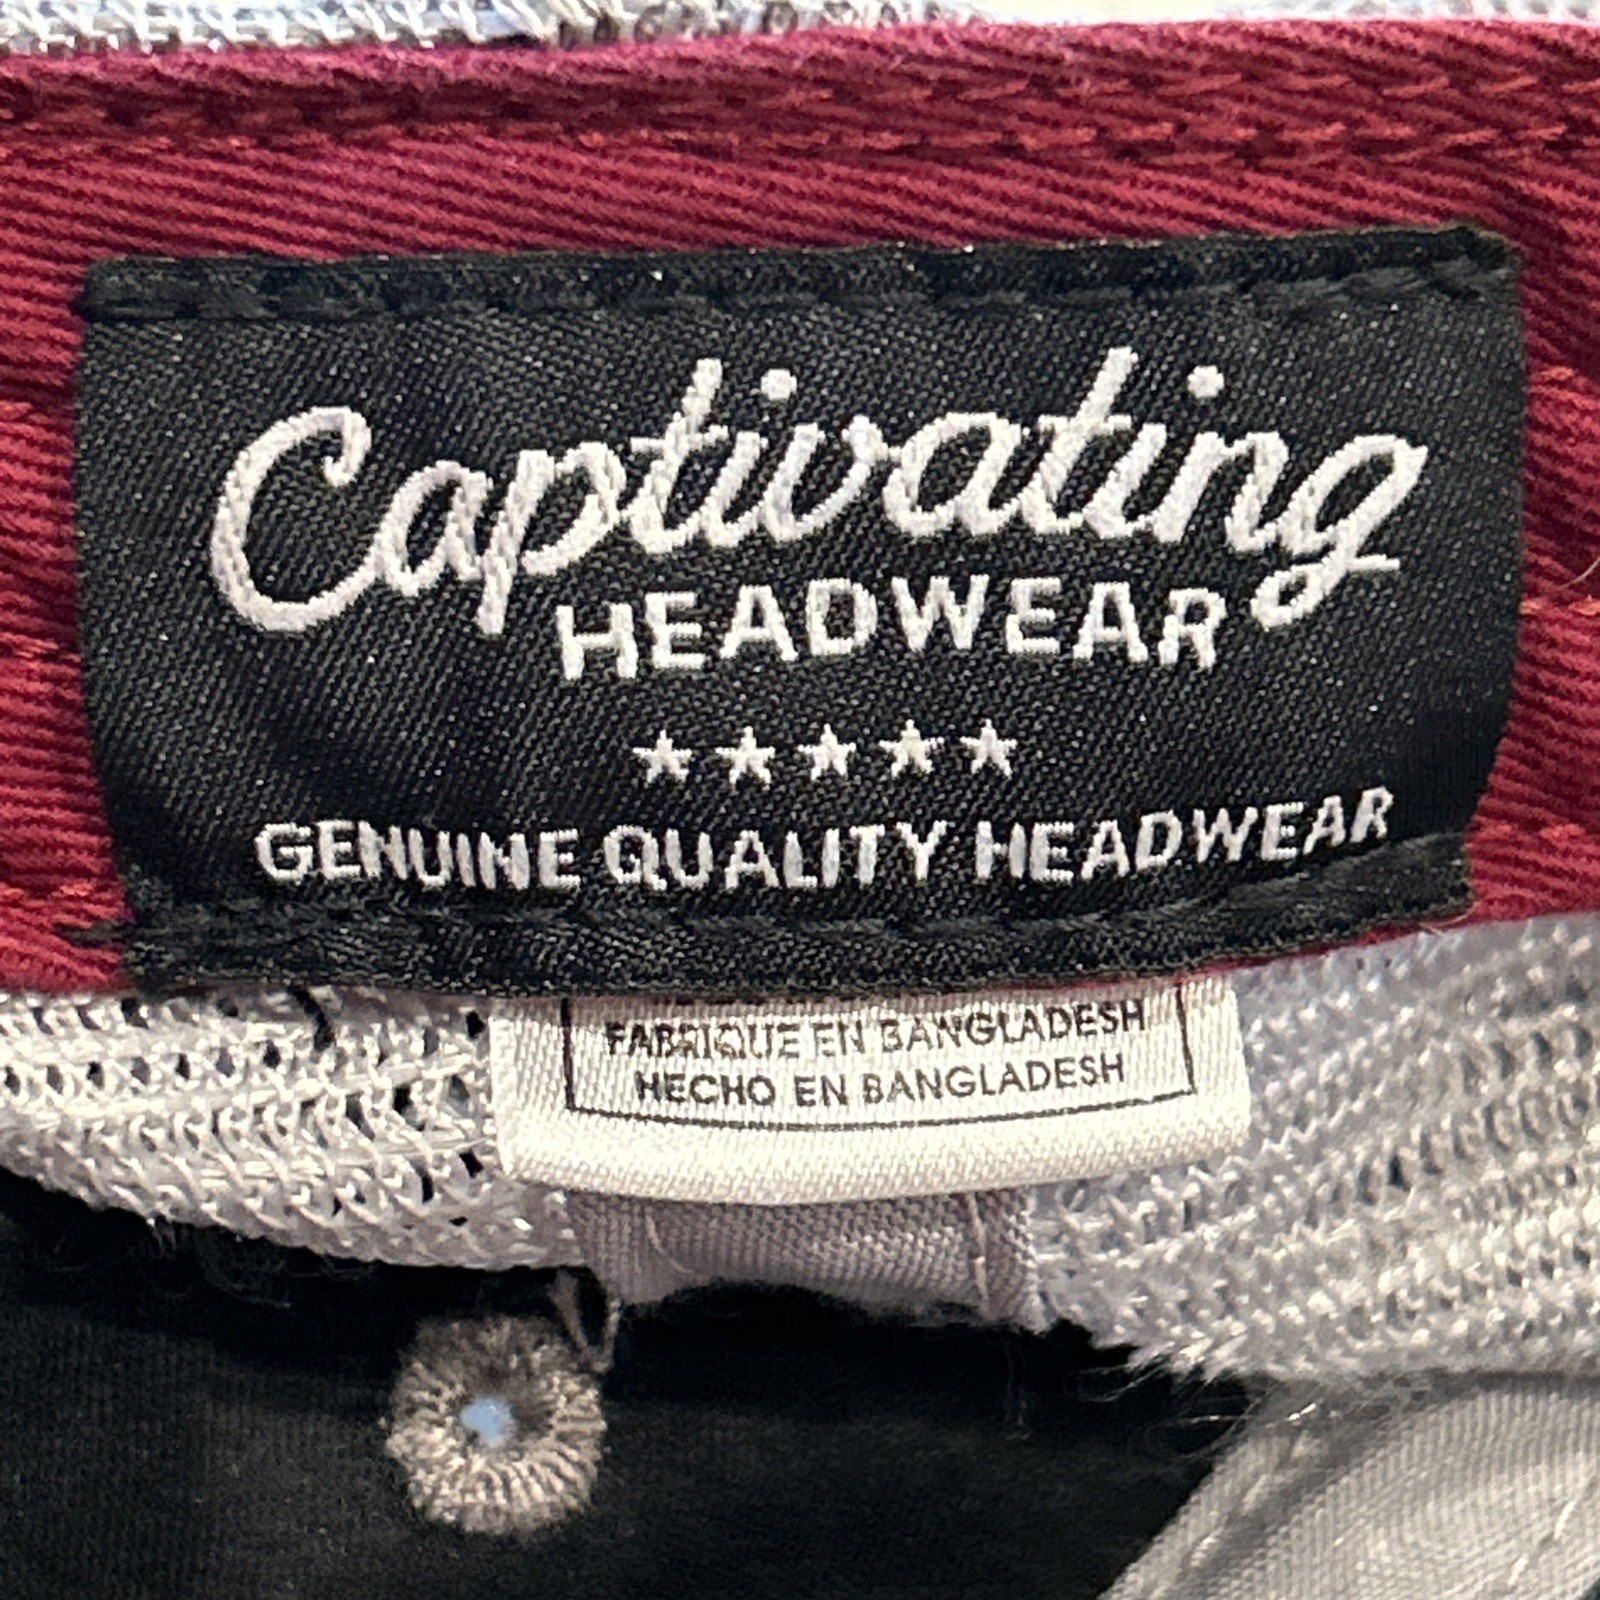 Captivating
HEADWEAR
★★★★★
GENUINE QUALITY HEADWEAR
FABRIQUE EN BANGLADESH
HECHO EN BANGLADESH